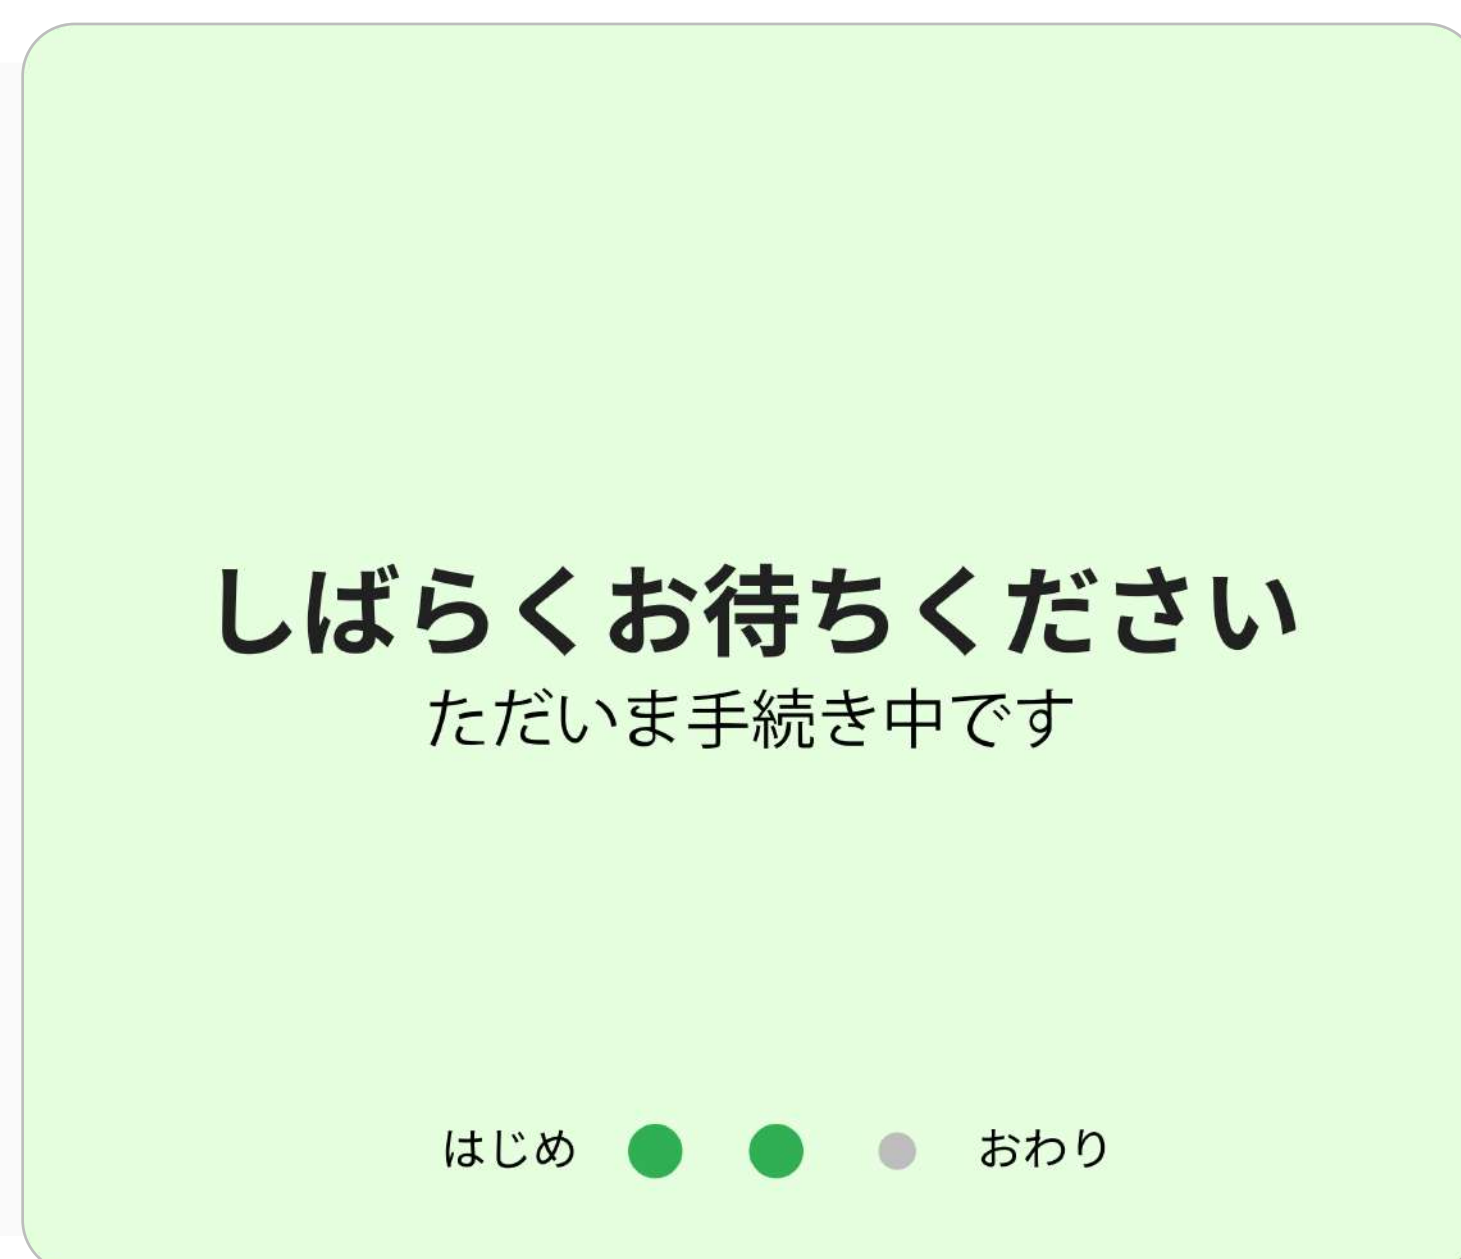 しばらくお待ちください
ただいま手続き中です
はじめ おわり